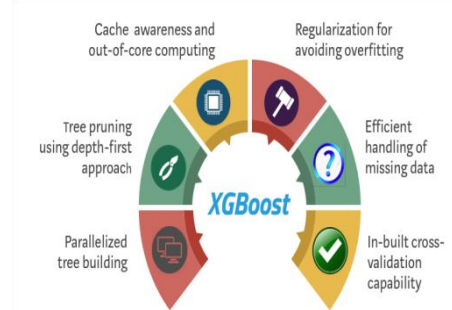 Cache awareness and
out-of-core computing
Regularization for
avoiding overfitting
Tree pruning
using depth-first
approach
Efficient
handling of
missing data
XGBoost
Parallelized
tree building
In-built cross-
validation
capability